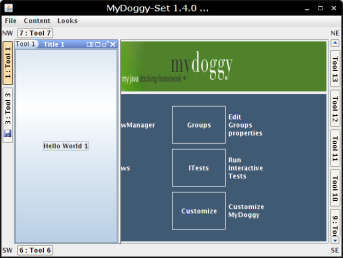 MyDoggy-Set 1.4.0 ...
File Content Looks
NW 7 : Tool 7 NE
1 : Tool 1
3 : Tool 3
Tool 1 Title 1
Hello World 1
mydoggy
my java docking framework
wManager
Groups
Edit
Groups
properties
ws
ITests
Run
Interactive
Tests
Customize
Customize
MyDoggy
Tool 13
Tool 12
Tool 11
Tool 10
9 : Too
SW 6 : Tool 6 SE